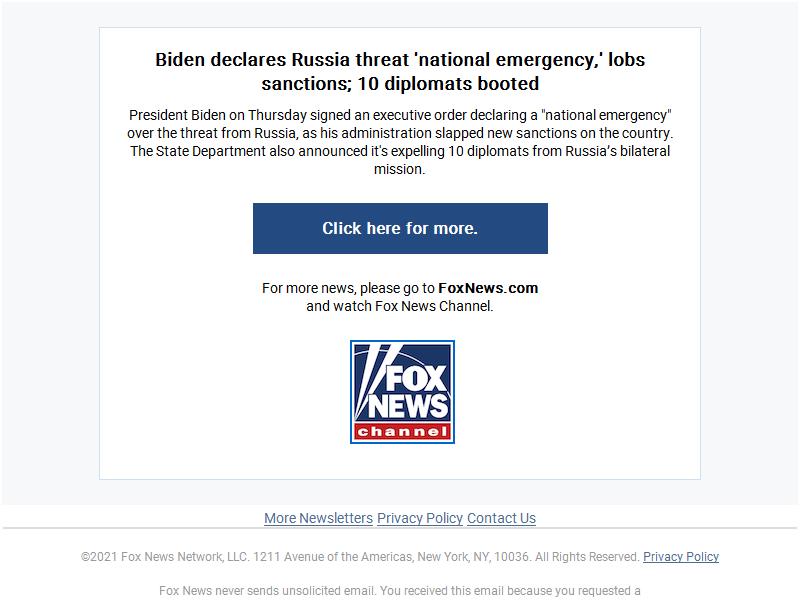 Biden declares Russia threat 'national emergency,' lobs
sanctions; 10 diplomats booted
President Biden on Thursday signed an executive order declaring a "national emergency"
over the threat from Russia, as his administration slapped new sanctions on the country.
The State Department also announced it's expelling 10 diplomats from Russia’s bilateral
mission.
Click here for more.
For more news, please go to FoxNews.com
and watch Fox News Channel.
FOX
NEWS
channel
More Newsletters Privacy Policy Contact Us
©2021 Fox News Network, LLC. 1211 Avenue of the Americas, New York, NY, 10036. All Rights Reserved. Privacy Policy
Fox News never sends unsolicited email. You received this email because you requested a